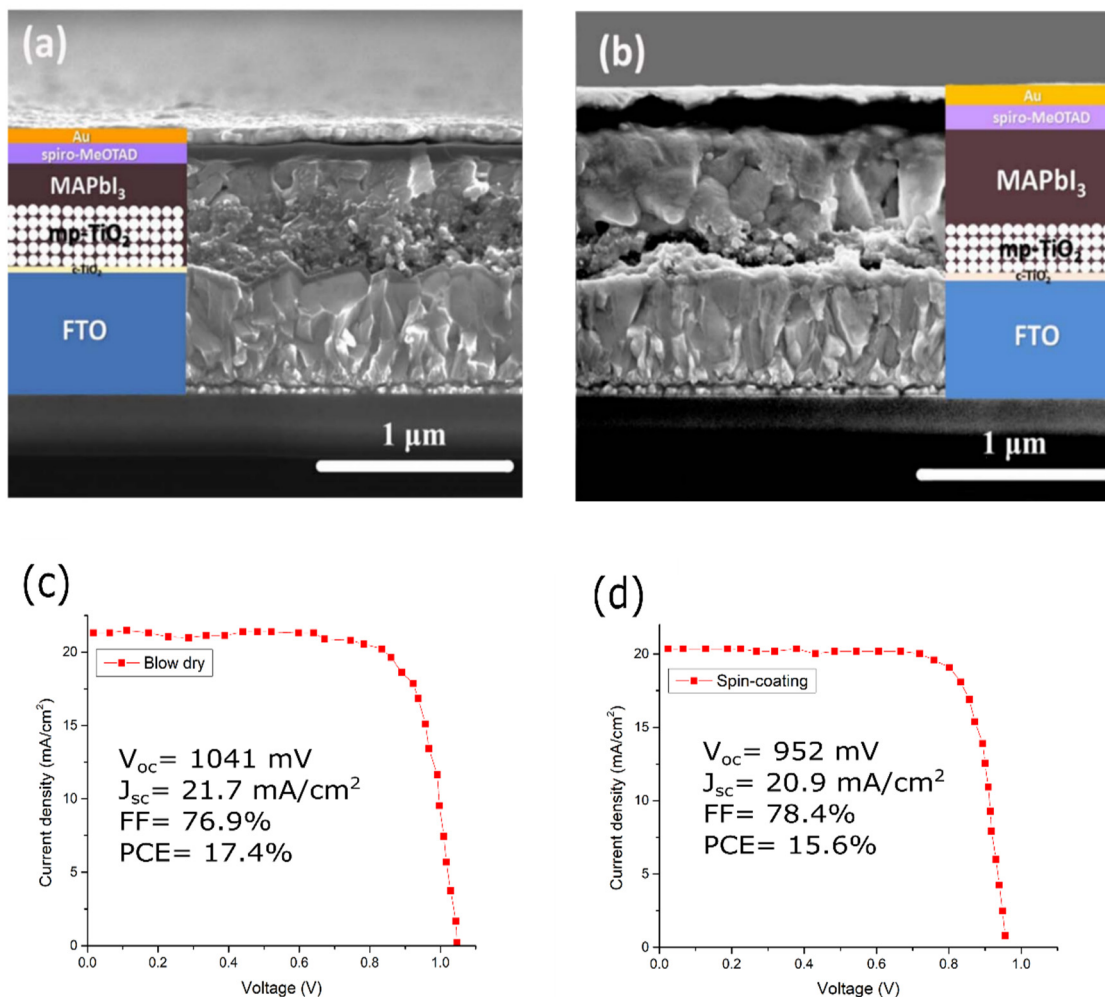 (a)
Au
spiro-MeOTAD
MAPbI₃
mp-TiO₂
c-TiO₂
FTO
1 µm
(b)
Au
spiro-MeOTAD
MAPbI₃
mp-TiO₂
c-TiO₂
FTO
1 µm
(c)
Current density (mA/cm²)
20
15
10
5
0
Blow dry
V_oc= 1041 mV
J_sc= 21.7 mA/cm²
FF= 76.9%
PCE= 17.4%
0.0 0.2 0.4 0.6 0.8 1.0
Voltage (V)
(d)
Current density (mA/cm²)
20
15
10
5
0
Spin-coating
V_oc= 952 mV
J_sc= 20.9 mA/cm²
FF= 78.4%
PCE= 15.6%
0.0 0.2 0.4 0.6 0.8 1.0
Voltage (V)